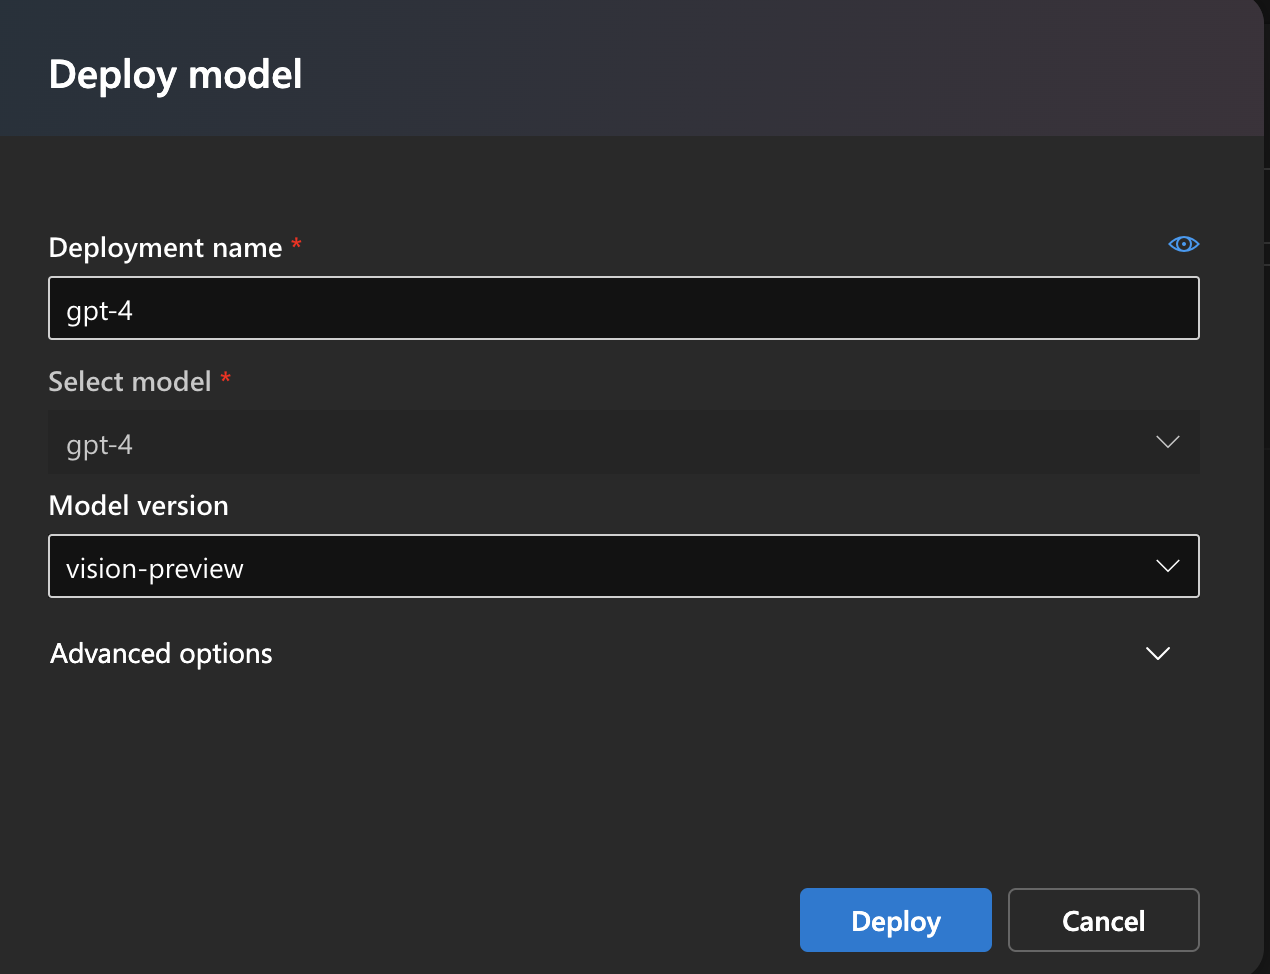 Deploy model
Deployment name *
gpt-4
Select model *
gpt-4
Model version
vision-preview
Advanced options
Deploy Cancel